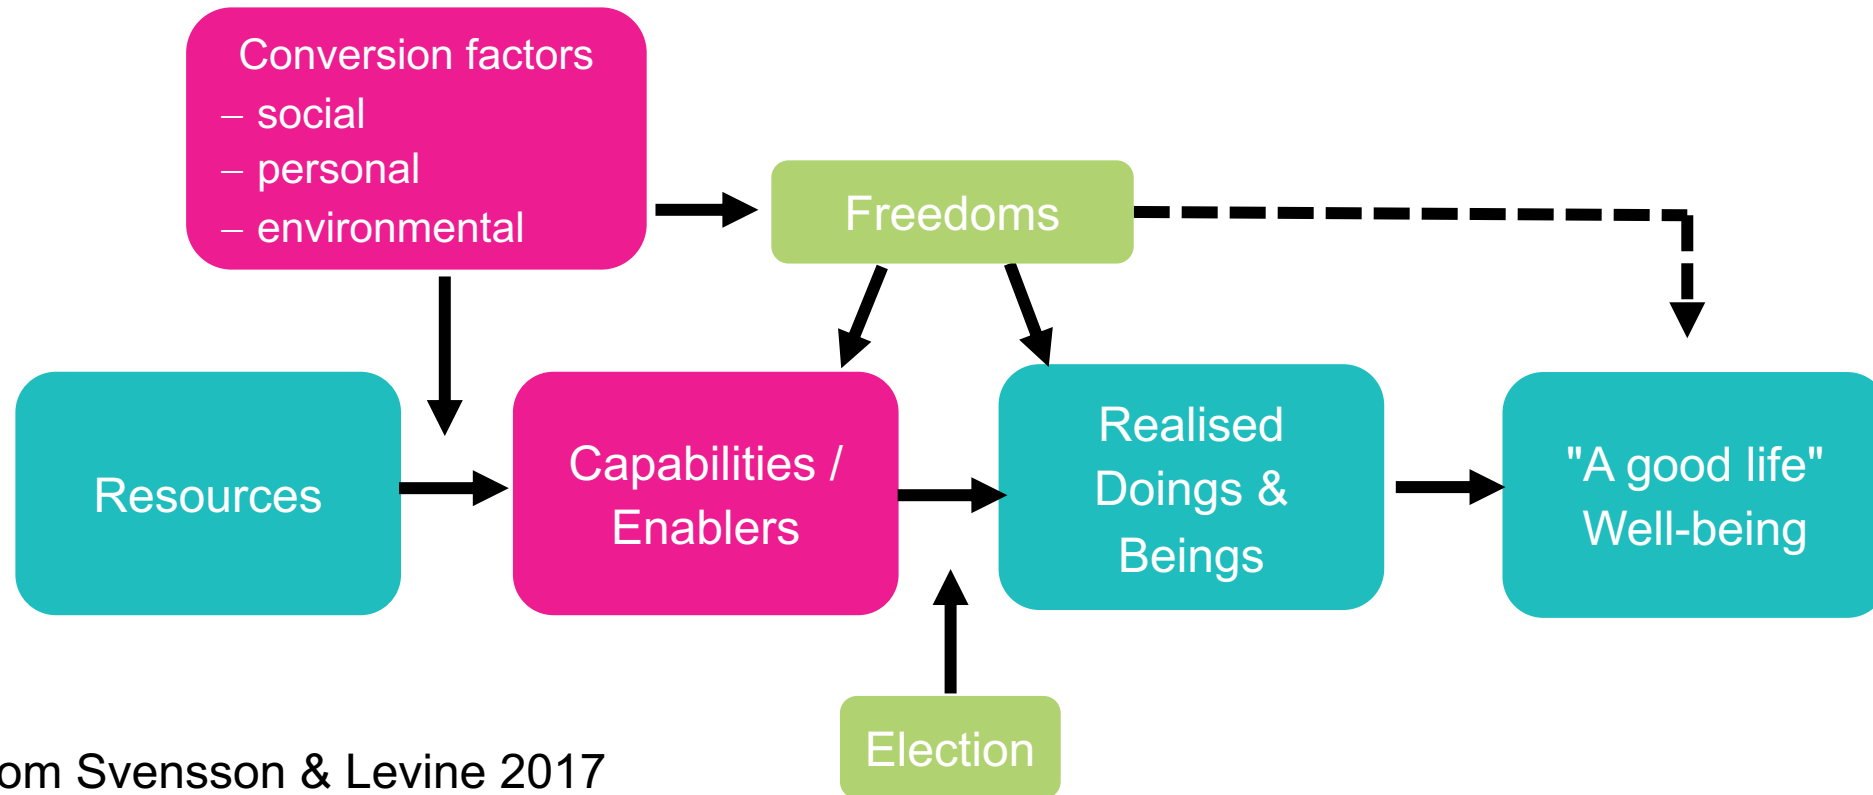 Conversion factors
– social
– personal
– environmental
Freedoms
Resources
Capabilities /
Enablers
Realised
Doings &
Beings
"A good life"
Well-being
Election
om Svensson & Levine 2017